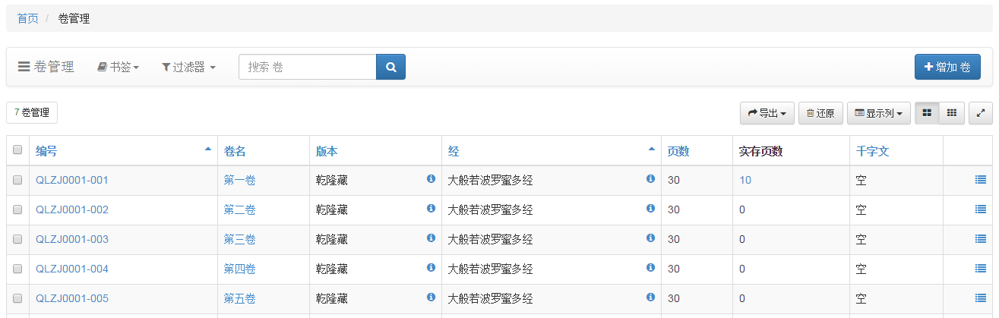 首页 / 卷管理
卷管理 书签 过滤器 搜索 卷 增加 卷
7 卷管理 导出 还原 显示列
编号 卷名 版本 经 页数 实存页数 千字文
QLZJ0001-001 第一卷 乾隆藏 大般若波罗蜜多经 30 10 空
QLZJ0001-002 第二卷 乾隆藏 大般若波罗蜜多经 30 0 空
QLZJ0001-003 第三卷 乾隆藏 大般若波罗蜜多经 30 0 空
QLZJ0001-004 第四卷 乾隆藏 大般若波罗蜜多经 30 0 空
QLZJ0001-005 第五卷 乾隆藏 大般若波罗蜜多经 30 0 空